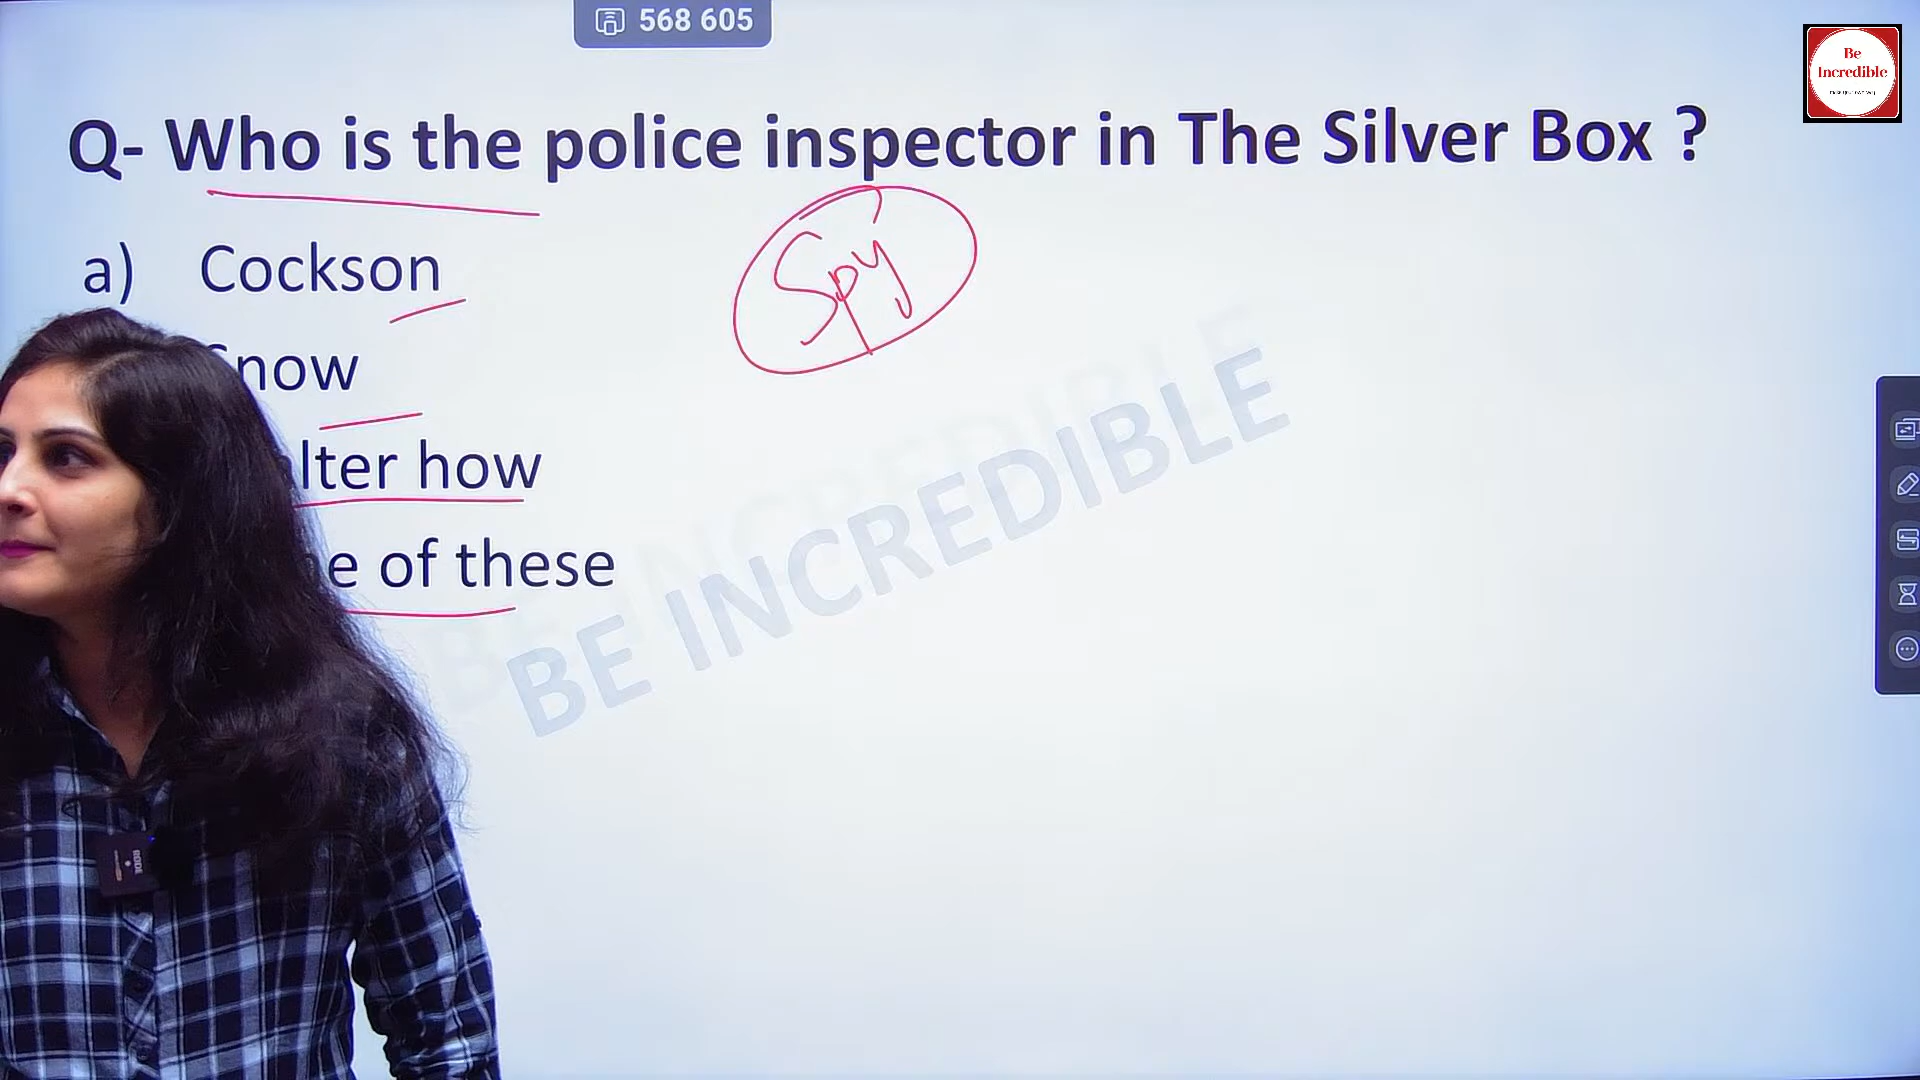 568 605
Be
Incredible
Q- Who is the police inspector in The Silver Box ?
Spy
a) Cockson
Snow
lter how
e of these
BE INCREDIBLE